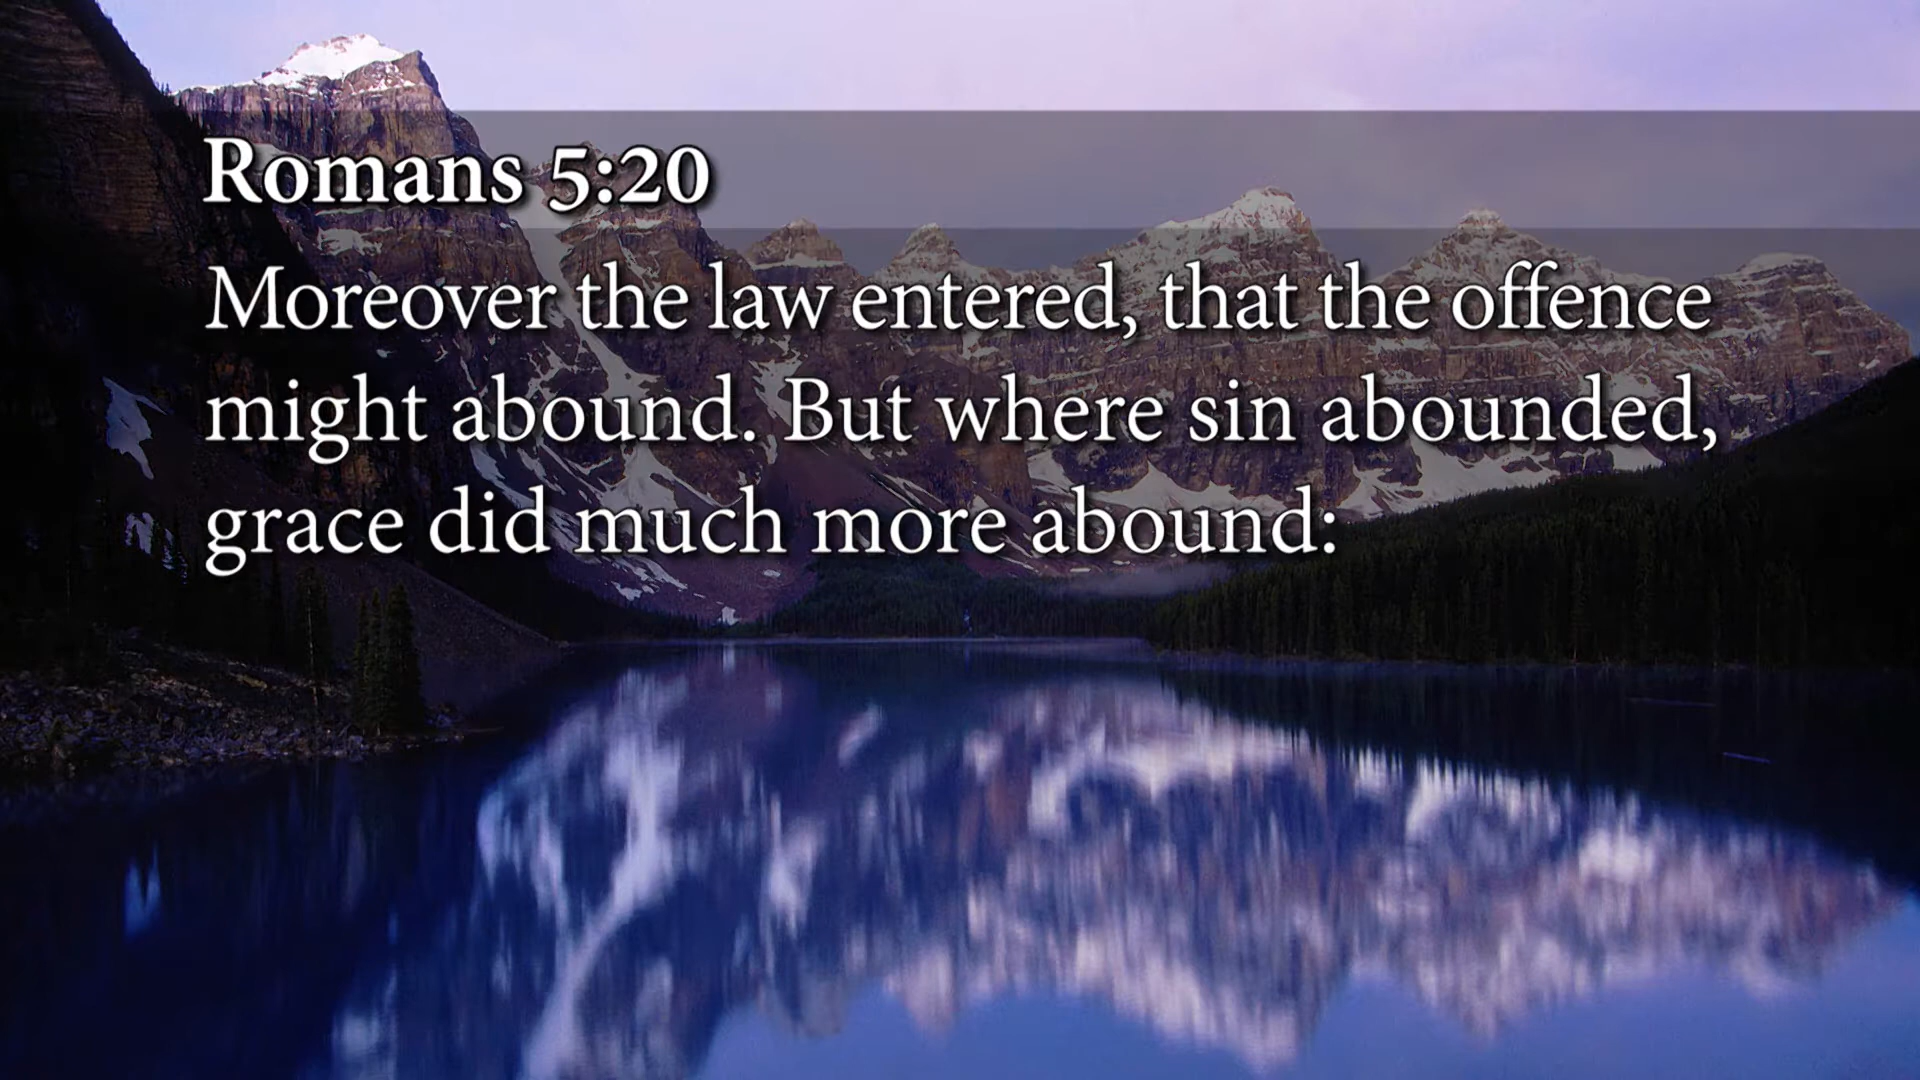 Romans 5:20
Moreover the law entered, that the offence
might abound. But where sin abounded,
grace did much more abound: